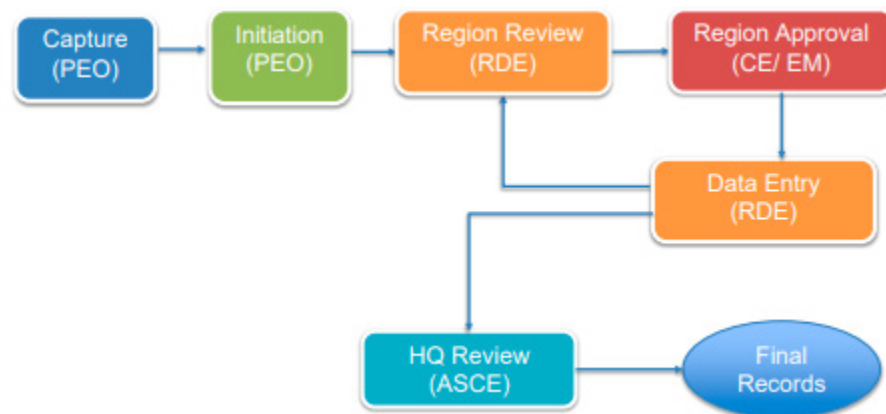 Capture
(PEO)
Initiation
(PEO)
Region Review
(RDE)
Region Approval
(CE/ EM)
Data Entry
(RDE)
HQ Review
(ASCE)
Final
Records